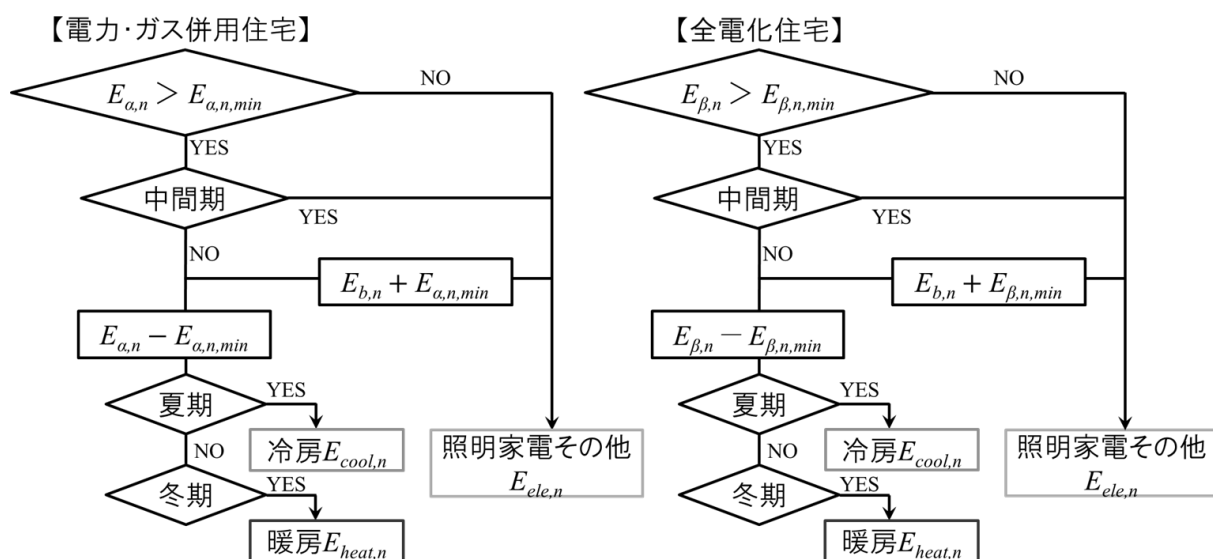 【電力・ガス併用住宅】
E_{α,n} > E_{α,n,min}
NO
YES
中間期
YES
NO
E_{b,n} + E_{α,n,min}
E_{α,n} − E_{α,n,min}
夏期
YES
冷房E_{cool,n}
NO
冬期
YES
暖房E_{heat,n}
照明家電その他
E_{ele,n}
【全電化住宅】
E_{β,n} > E_{β,n,min}
NO
YES
中間期
YES
NO
E_{b,n} + E_{β,n,min}
E_{β,n} − E_{β,n,min}
夏期
YES
冷房E_{cool,n}
NO
冬期
YES
暖房E_{heat,n}
照明家電その他
E_{ele,n}